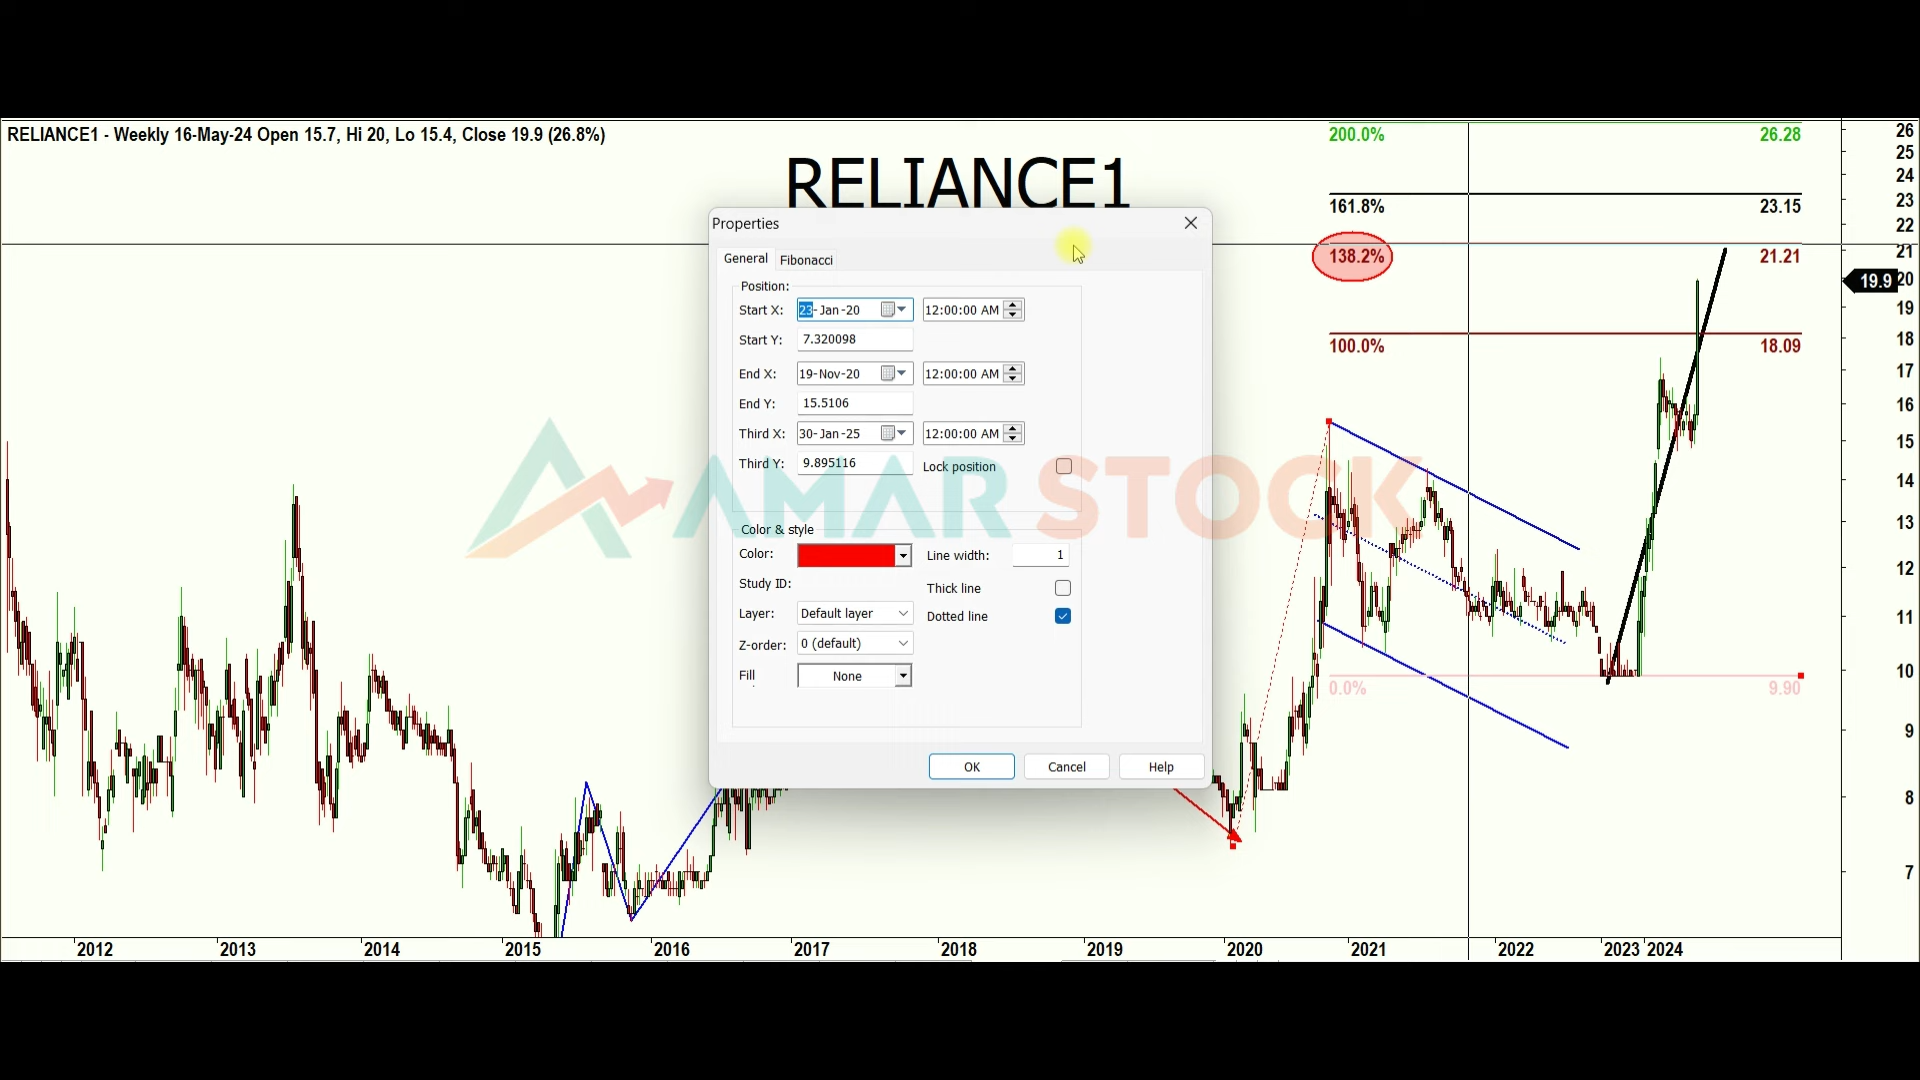 RELIANCE1 - Weekly 16-May-24 Open 15.7, Hi 20, Lo 15.4, Close 19.9 (26.8%)
RELIANCE1
200.0% 26.28
161.8% 23.15
138.2% 21.21
100.0% 18.09
0.0% 9.90
26
25
24
23
22
21
20
19.9
19
18
17
16
15
14
13
12
11
10
9
8
7
Properties
General Fibonacci
Position:
Start X: 23-Jan-20 12:00:00 AM
Start Y: 7.320098
End X: 19-Nov-20 12:00:00 AM
End Y: 15.5106
Third X: 30-Jan-25 12:00:00 AM
Third Y: 9.895116 Lock position
Color & style
Color: Line width: 1
Study ID: Thick line
Layer: Default layer Dotted line
Z-order: 0 (default)
Fill None
OK Cancel Help
AMAR STOCK
2012 2013 2014 2015 2016 2017 2018 2019 2020 2021 2022 2023 2024